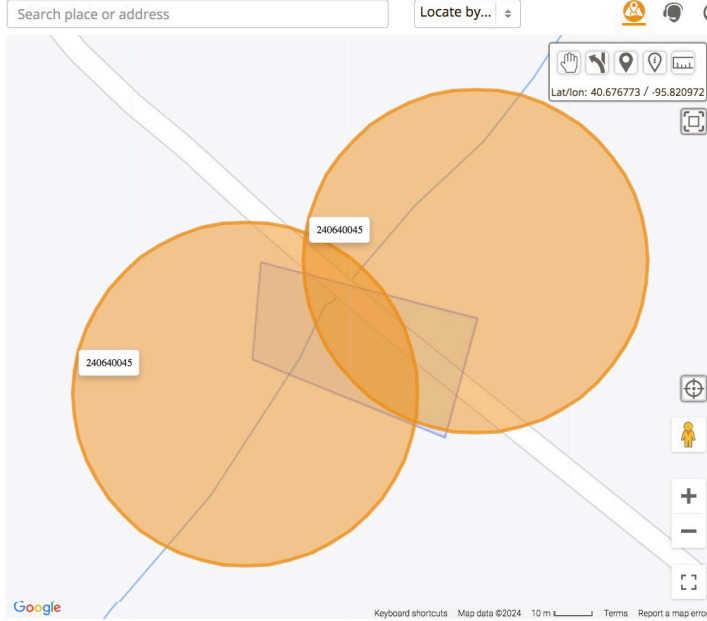 Search place or address
Locate by...
Lat/lon: 40.676773 / -95.820972
240640045
240640045
Google
Keyboard shortcuts Map data ©2024 10 m Terms Report a map error